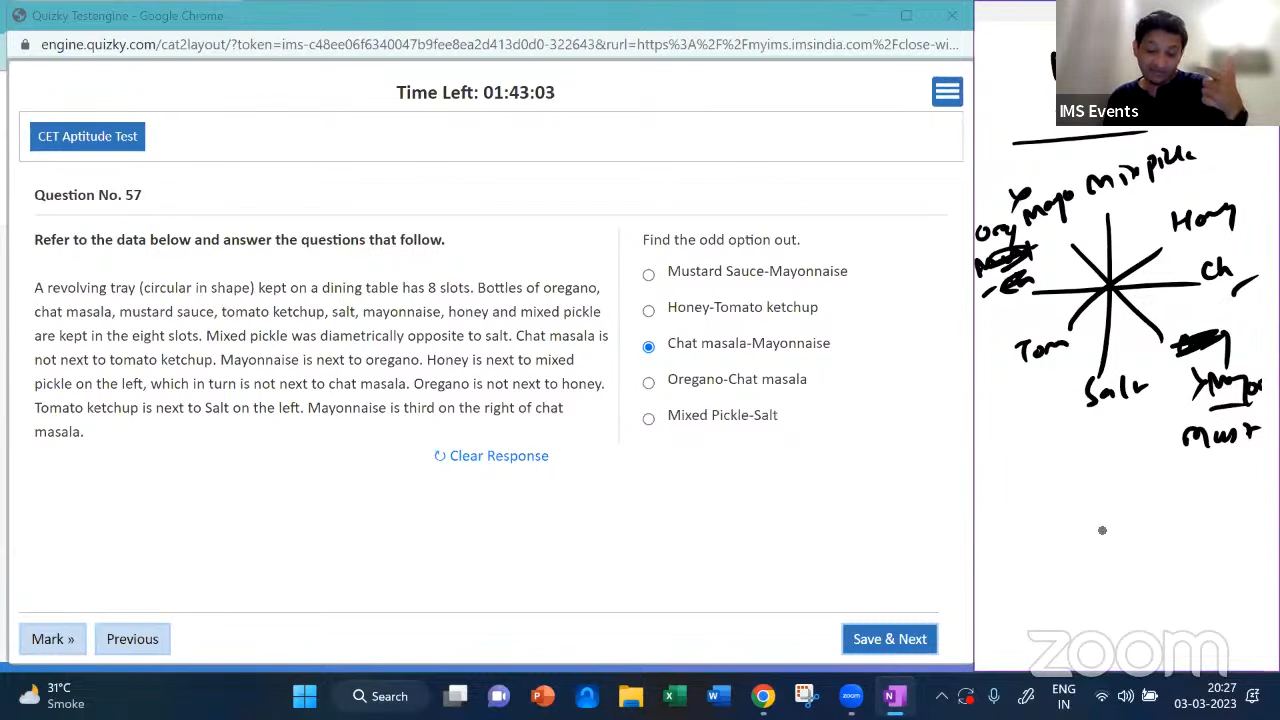 Quizky Testengine - Google Chrome
engine.quizky.com/cat2layout/?token=ims-c48ee06f6340047b9fee8ea2d413d0d0-322643&rurl=https%3A%2F%2Fmyims.imsindia.com%2Fclose-wi...
Time Left: 01:43:03
CET Aptitude Test
Question No. 57
Refer to the data below and answer the questions that follow.
A revolving tray (circular in shape) kept on a dining table has 8 slots. Bottles of oregano,
chat masala, mustard sauce, tomato ketchup, salt, mayonnaise, honey and mixed pickle
are kept in the eight slots. Mixed pickle was diametrically opposite to salt. Chat masala is
not next to tomato ketchup. Mayonnaise is next to oregano. Honey is next to mixed
pickle on the left, which in turn is not next to chat masala. Oregano is not next to honey.
Tomato ketchup is next to Salt on the left. Mayonnaise is third on the right of chat
masala.
Clear Response
Find the odd option out.
Mustard Sauce-Mayonnaise
Honey-Tomato ketchup
Chat masala-Mayonnaise
Oregano-Chat masala
Mixed Pickle-Salt
Mark »
Previous
Save & Next
IMS Events
Mix pickle
Mayo
Hony
Ch
Tom
Salt
Must
zoom
31°C
Smoke
Search
zoom
ENG
IN
20:27
03-03-2023